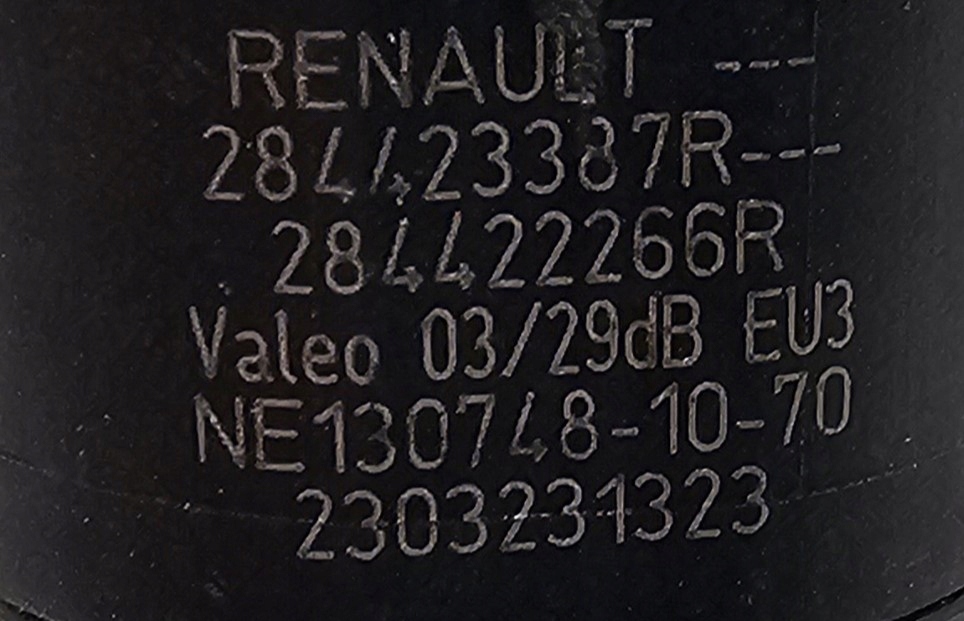 RENAULT ---
284423387R---
284422266R
Valeo 03/29dB EU3
NE130748-10-70
2303231323